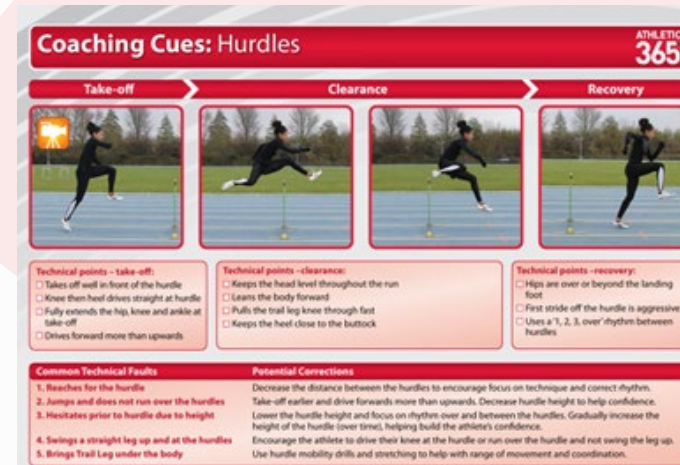 Coaching Cues: Hurdles
ATHLETIC
365
Take-off
Clearance
Recovery
Technical points – take-off:
Takes off well in front of the hurdle
Knee then heel drives straight at hurdle
Fully extends the hip, knee and ankle at
take-off
Drives forward more than upwards
Technical points –clearance:
Keeps the head level throughout the run
Leans the body forward
Pulls the trail leg knee through fast
Keeps the heel close to the buttock
Technical points –recovery:
Hips are over or beyond the landing
foot
First stride off the hurdle is aggressive
Uses a '1, 2, 3, over' rhythm between
hurdles
Common Technical Faults
Potential Corrections
1. Reaches for the hurdle
Decrease the distance between the hurdles to encourage focus on technique and correct rhythm.
2. Jumps and does not run over the hurdles
Take-off earlier and drive forwards more than upwards. Decrease hurdle height to help confidence.
3. Hesitates prior to hurdle due to height
Lower the hurdle height and focus on rhythm over and between the hurdles. Gradually increase the
height of the hurdle (over time), helping build the athlete's confidence.
4. Swings a straight leg up and at the hurdles
Encourage the athlete to drive their knee at the hurdle or run over the hurdle and not swing the leg up.
5. Brings Trail Leg under the body
Use hurdle mobility drills and stretching to help with range of movement and coordination.